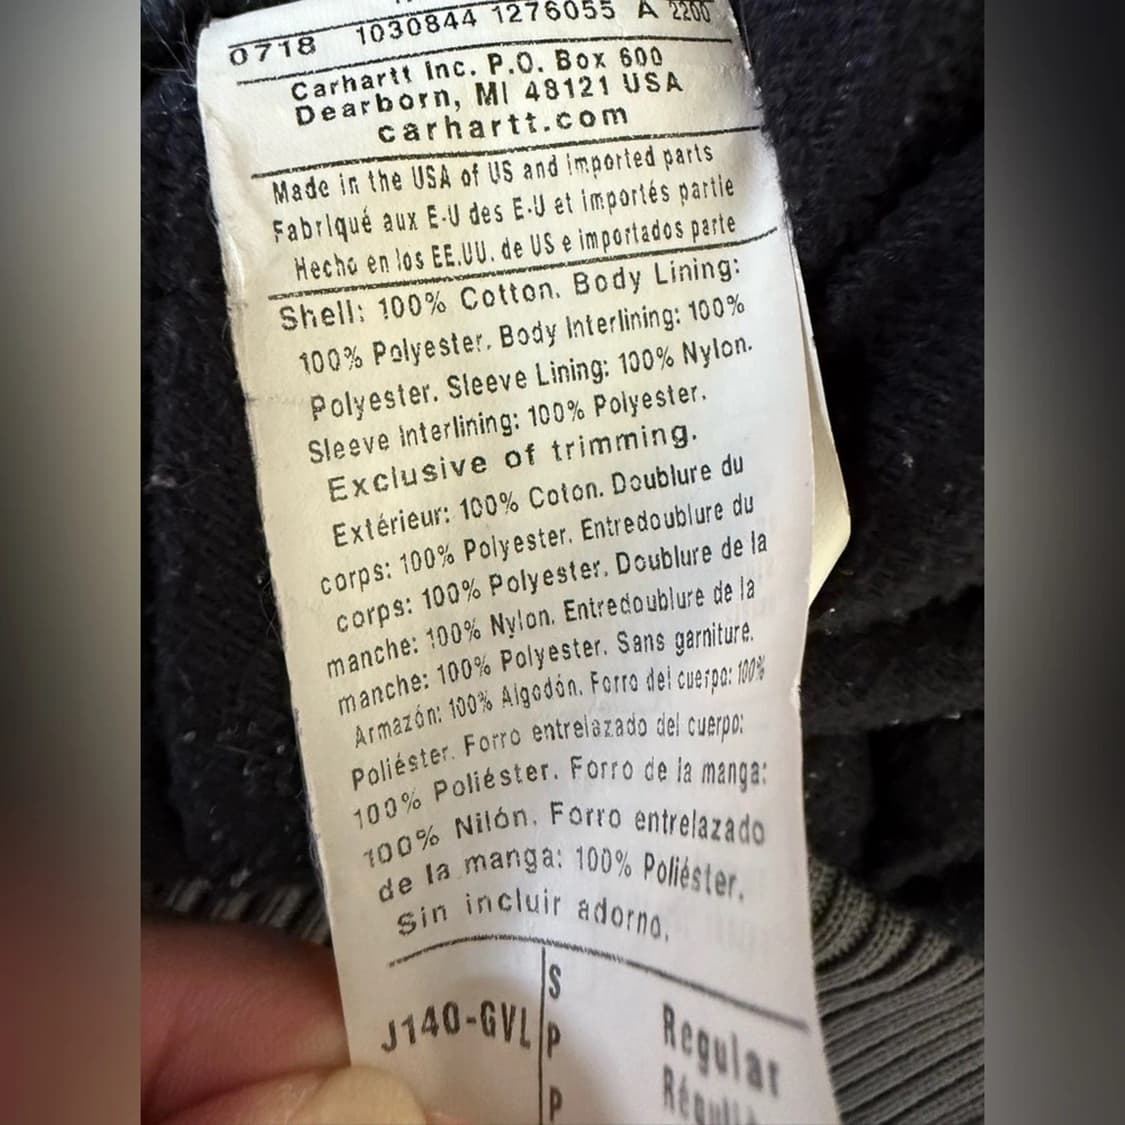 0718 1030844 1276055 A 2200
Carhartt Inc. P.O. Box 600
Dearborn, MI 48121 USA
carhartt.com
Made in the USA of US and imported parts
Fabriqué aux E-U des E-U et importés partie
Hecho en los EE.UU. de US e importados parte
Shell: 100% Cotton. Body Lining:
100% Polyester. Body Interlining: 100%
Polyester. Sleeve Lining: 100% Nylon.
Sleeve Interlining: 100% Polyester.
Exclusive of trimming.
Extérieur: 100% Coton. Doublure du
corps: 100% Polyester. Entredoublure du
corps: 100% Polyester. Doublure de la
manche: 100% Nylon. Entredoublure de la
manche: 100% Polyester. Sans garniture.
Armazón: 100% Algodón. Forro del cuerpo: 100%
Poliéster. Forro entrelazado del cuerpo:
100% Poliéster. Forro de la manga:
100% Nilón. Forro entrelazado
de la manga: 100% Poliéster.
Sin incluir adorno.
S
J140-GVL P Regular
P